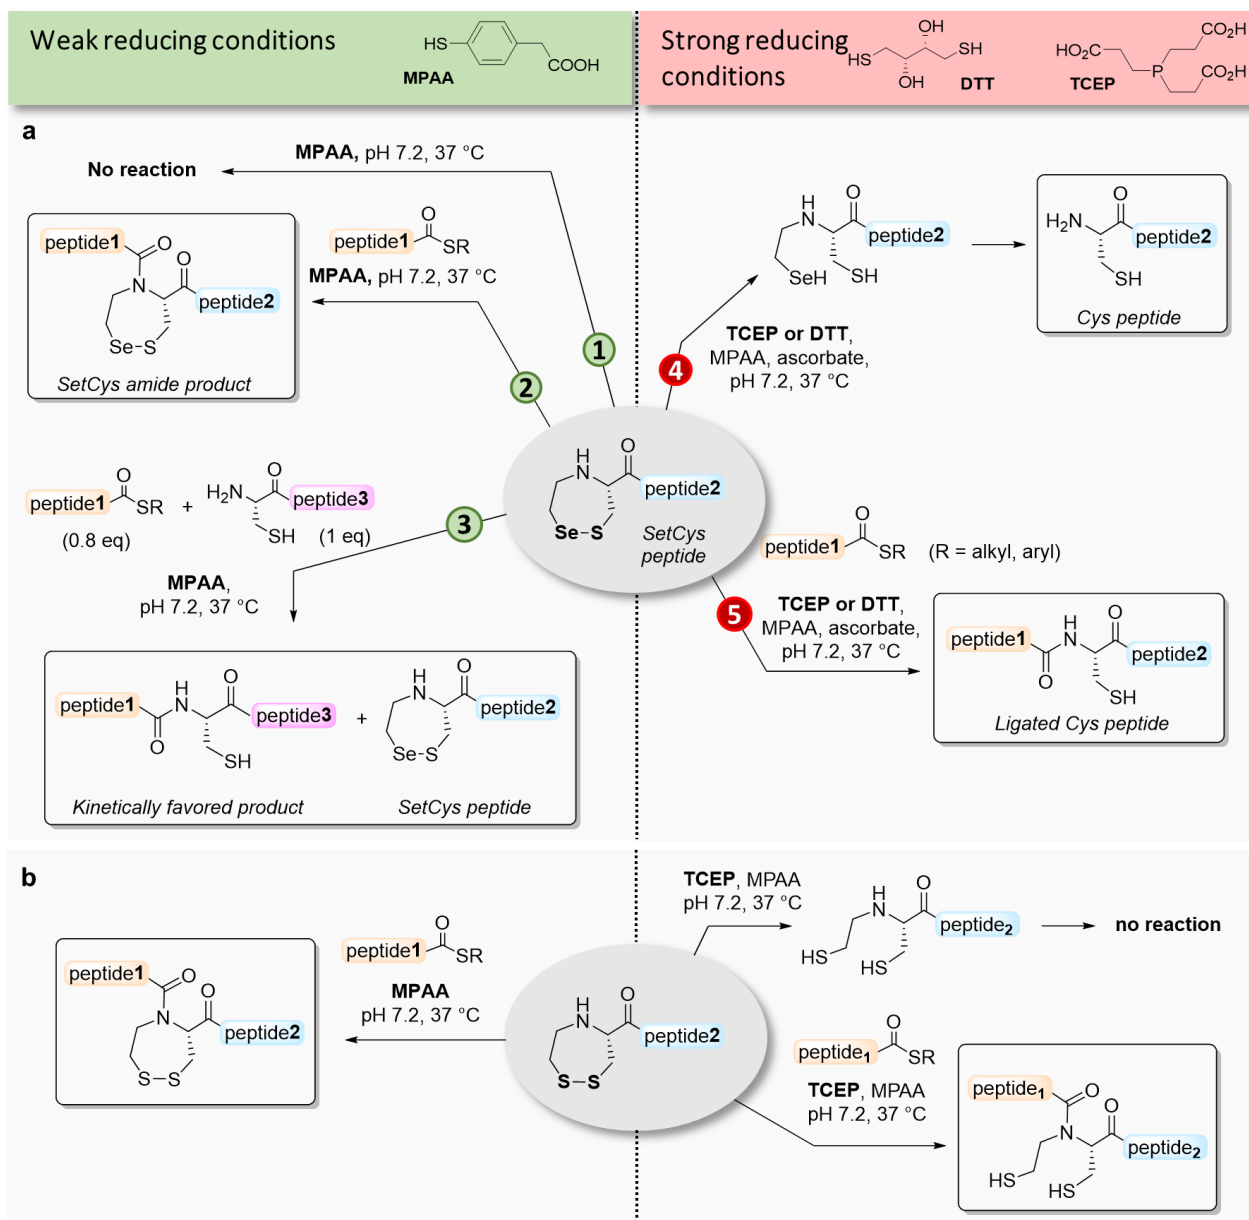 Weak reducing conditions
HS
COOH
MPAA
Strong reducing
conditions
HS
OH
SH
OH
DTT
HO₂C
P
CO₂H
CO₂H
TCEP
a
No reaction
MPAA, pH 7.2, 37 °C
1
peptide1
O
N
O
peptide2
Se-S
SetCys amide product
peptide1
O
SR
MPAA, pH 7.2, 37 °C
2
peptide1
O
SR
(0.8 eq)
+
H₂N
O
peptide3
SH
(1 eq)
3
MPAA,
pH 7.2, 37 °C
peptide1
O
H
N
O
peptide3
SH
Kinetically favored product
+
H
N
O
peptide2
Se-S
SetCys peptide
H
N
O
peptide2
Se-S
SetCys
peptide
4
TCEP or DTT,
MPAA, ascorbate,
pH 7.2, 37 °C
H
N
O
peptide2
SeH
SH
H₂N
O
peptide2
SH
Cys peptide
peptide1
O
SR
(R = alkyl, aryl)
5
TCEP or DTT,
MPAA, ascorbate,
pH 7.2, 37 °C
peptide1
O
H
N
O
peptide2
SH
Ligated Cys peptide
b
peptide1
O
N
O
peptide2
S-S
peptide1
O
SR
MPAA
pH 7.2, 37 °C
H
N
O
peptide2
S-S
TCEP, MPAA
pH 7.2, 37 °C
H
N
O
peptide₂
HS
HS
no reaction
peptide₁
O
SR
TCEP, MPAA
pH 7.2, 37 °C
peptide₁
O
N
O
peptide₂
HS
HS